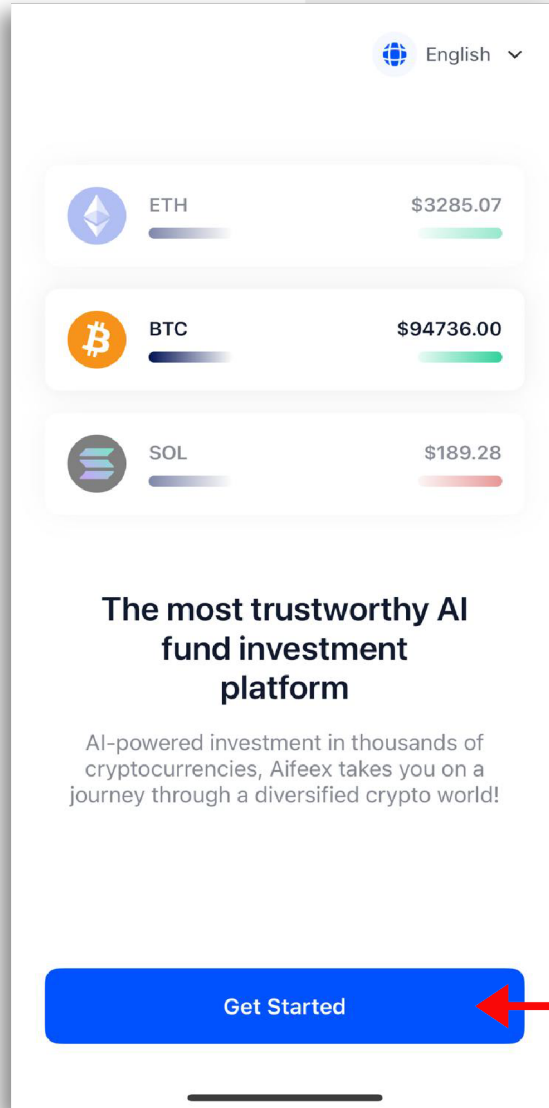 English
ETH $3285.07
BTC $94736.00
SOL $189.28
The most trustworthy AI
fund investment
platform
AI-powered investment in thousands of
cryptocurrencies, Aifeex takes you on a
journey through a diversified crypto world!
Get Started